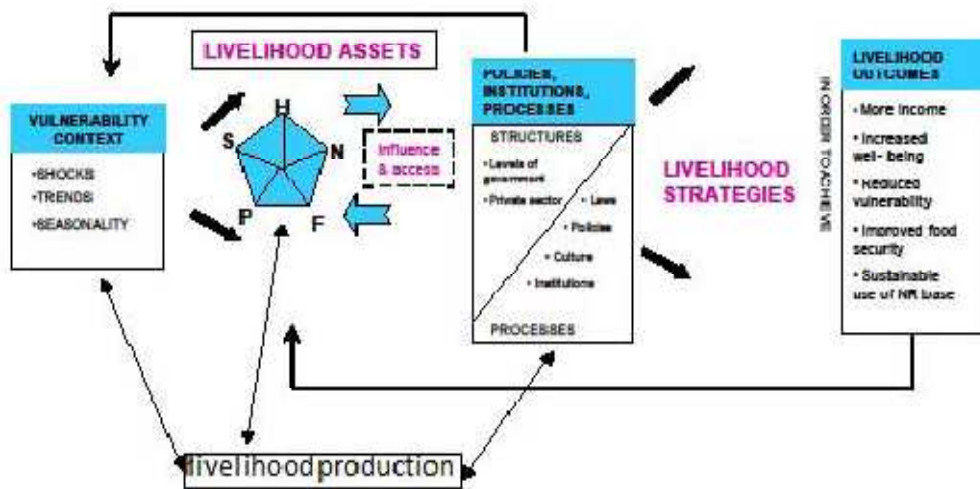 LIVELIHOOD ASSETS
VULNERABILITY
CONTEXT
•SHOCKS
•TRENDS
•SEASONALITY
H
S
N
P
F
Influence
& access
POLICIES,
INSTITUTIONS,
PROCESSES
STRUCTURES
•Levels of
government
•Private sector
• Laws
• Policies
• Culture
• Institutions
PROCESSES
LIVELIHOOD
STRATEGIES
IN ORDER TO ACHIEVE
LIVELIHOOD
OUTCOMES
• More income
• Increased
well- being
• Reduced
vulnerability
• Improved food
security
• Sustainable
use of NR base
livelihood production